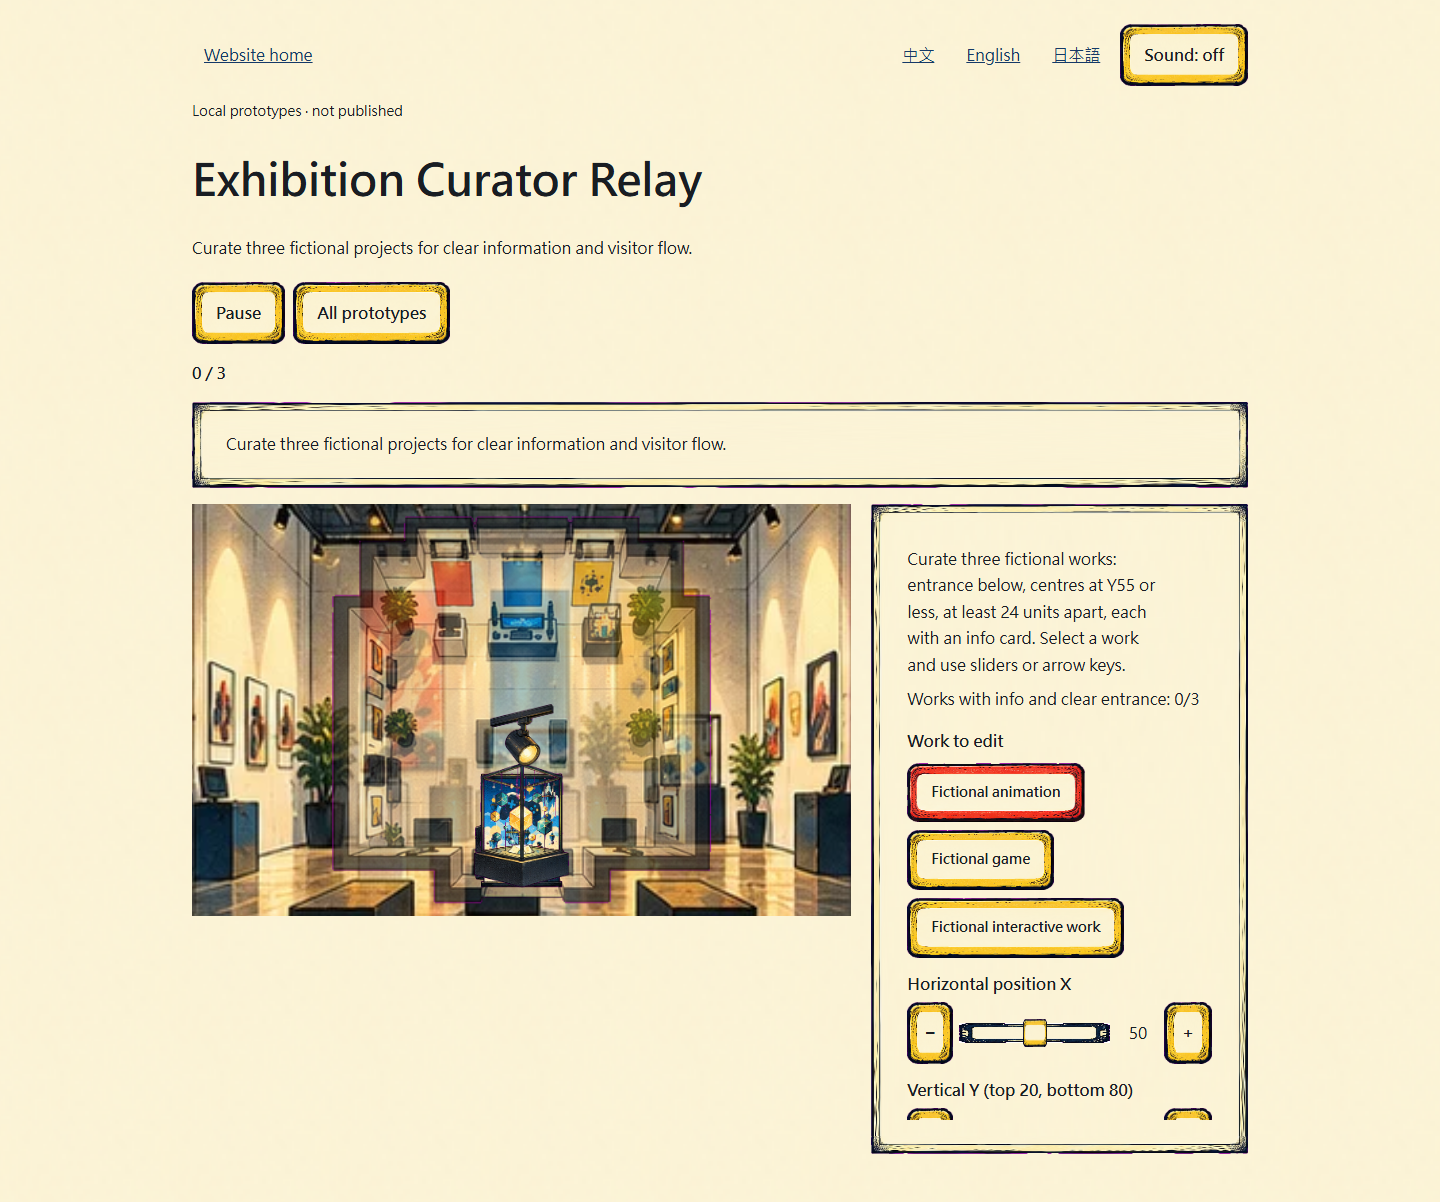 Website home
中文 English 日本語 Sound: off
Local prototypes · not published
Exhibition Curator Relay
Curate three fictional projects for clear information and visitor flow.
Pause All prototypes
0 / 3
Curate three fictional projects for clear information and visitor flow.
Curate three fictional works:
entrance below, centres at Y55 or
less, at least 24 units apart, each
with an info card. Select a work
and use sliders or arrow keys.
Works with info and clear entrance: 0/3
Work to edit
Fictional animation
Fictional game
Fictional interactive work
Horizontal position X
− 50 +
Vertical Y (top 20, bottom 80)